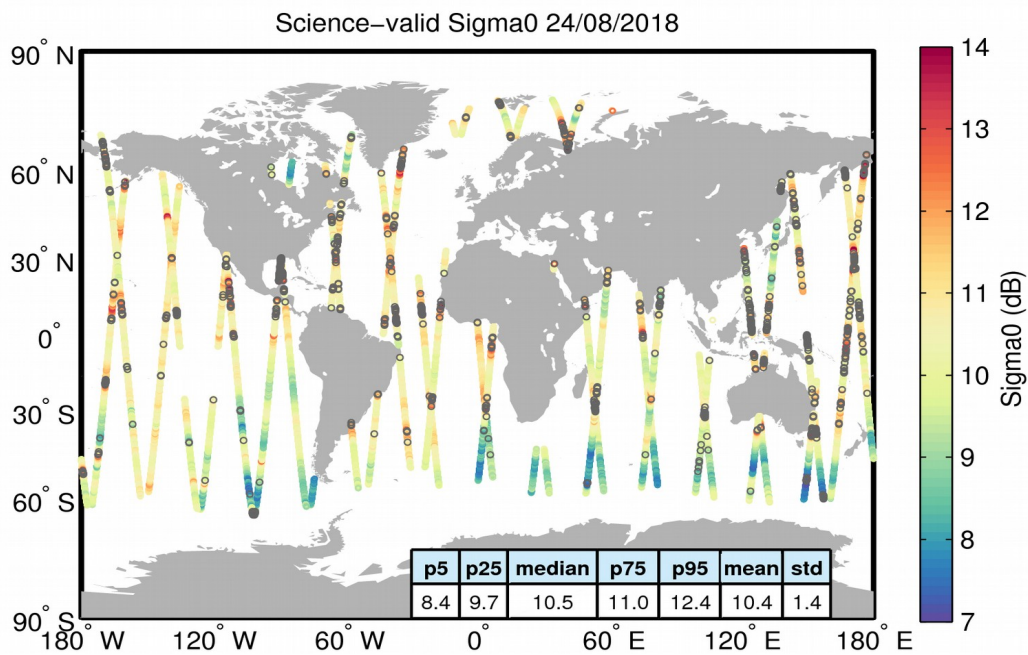 Science−valid Sigma0 24/08/2018
90° N
60° N
30° N
0°
30° S
60° S
90° S
180° W
120° W
60° W
0°
60° E
120° E
180° E
p5 p25 median p75 p95 mean std
8.4 9.7 10.5 11.0 12.4 10.4 1.4
14
13
12
11
10
9
8
7
Sigma0 (dB)